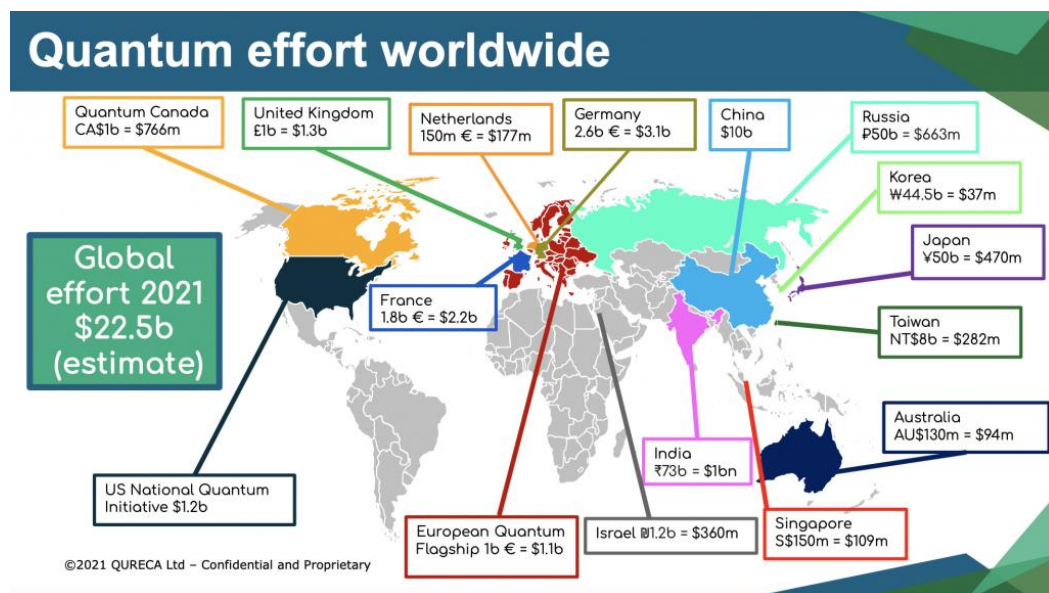 Quantum effort worldwide
Quantum Canada
CA$1b = $766m
United Kingdom
£1b = $1.3b
Netherlands
150m € = $177m
Germany
2.6b € = $3.1b
China
$10b
Russia
₽50b = $663m
Korea
₩44.5b = $37m
Japan
¥50b = $470m
Global
effort 2021
$22.5b
(estimate)
France
1.8b € = $2.2b
Taiwan
NT$8b = $282m
Australia
AU$130m = $94m
India
₹73b = $1bn
US National Quantum
Initiative $1.2b
European Quantum
Flagship 1b € = $1.1b
Israel ₪1.2b = $360m
Singapore
S$150m = $109m
©2021 QURECA Ltd – Confidential and Proprietary